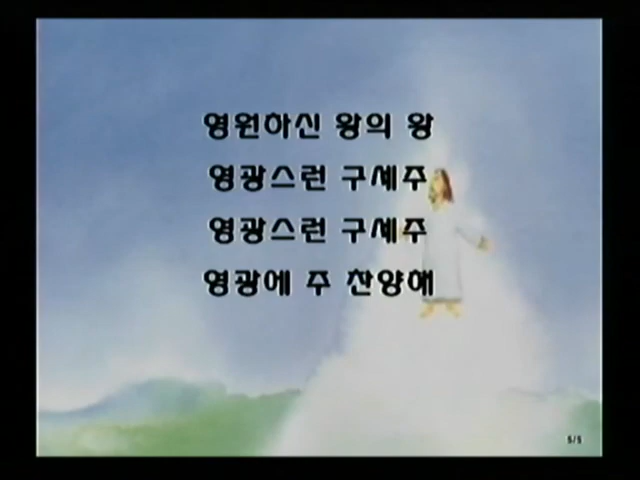 영원하신 왕의 왕
영광스런 구세주
영광스런 구세주
영광에 주 찬양해
5/5